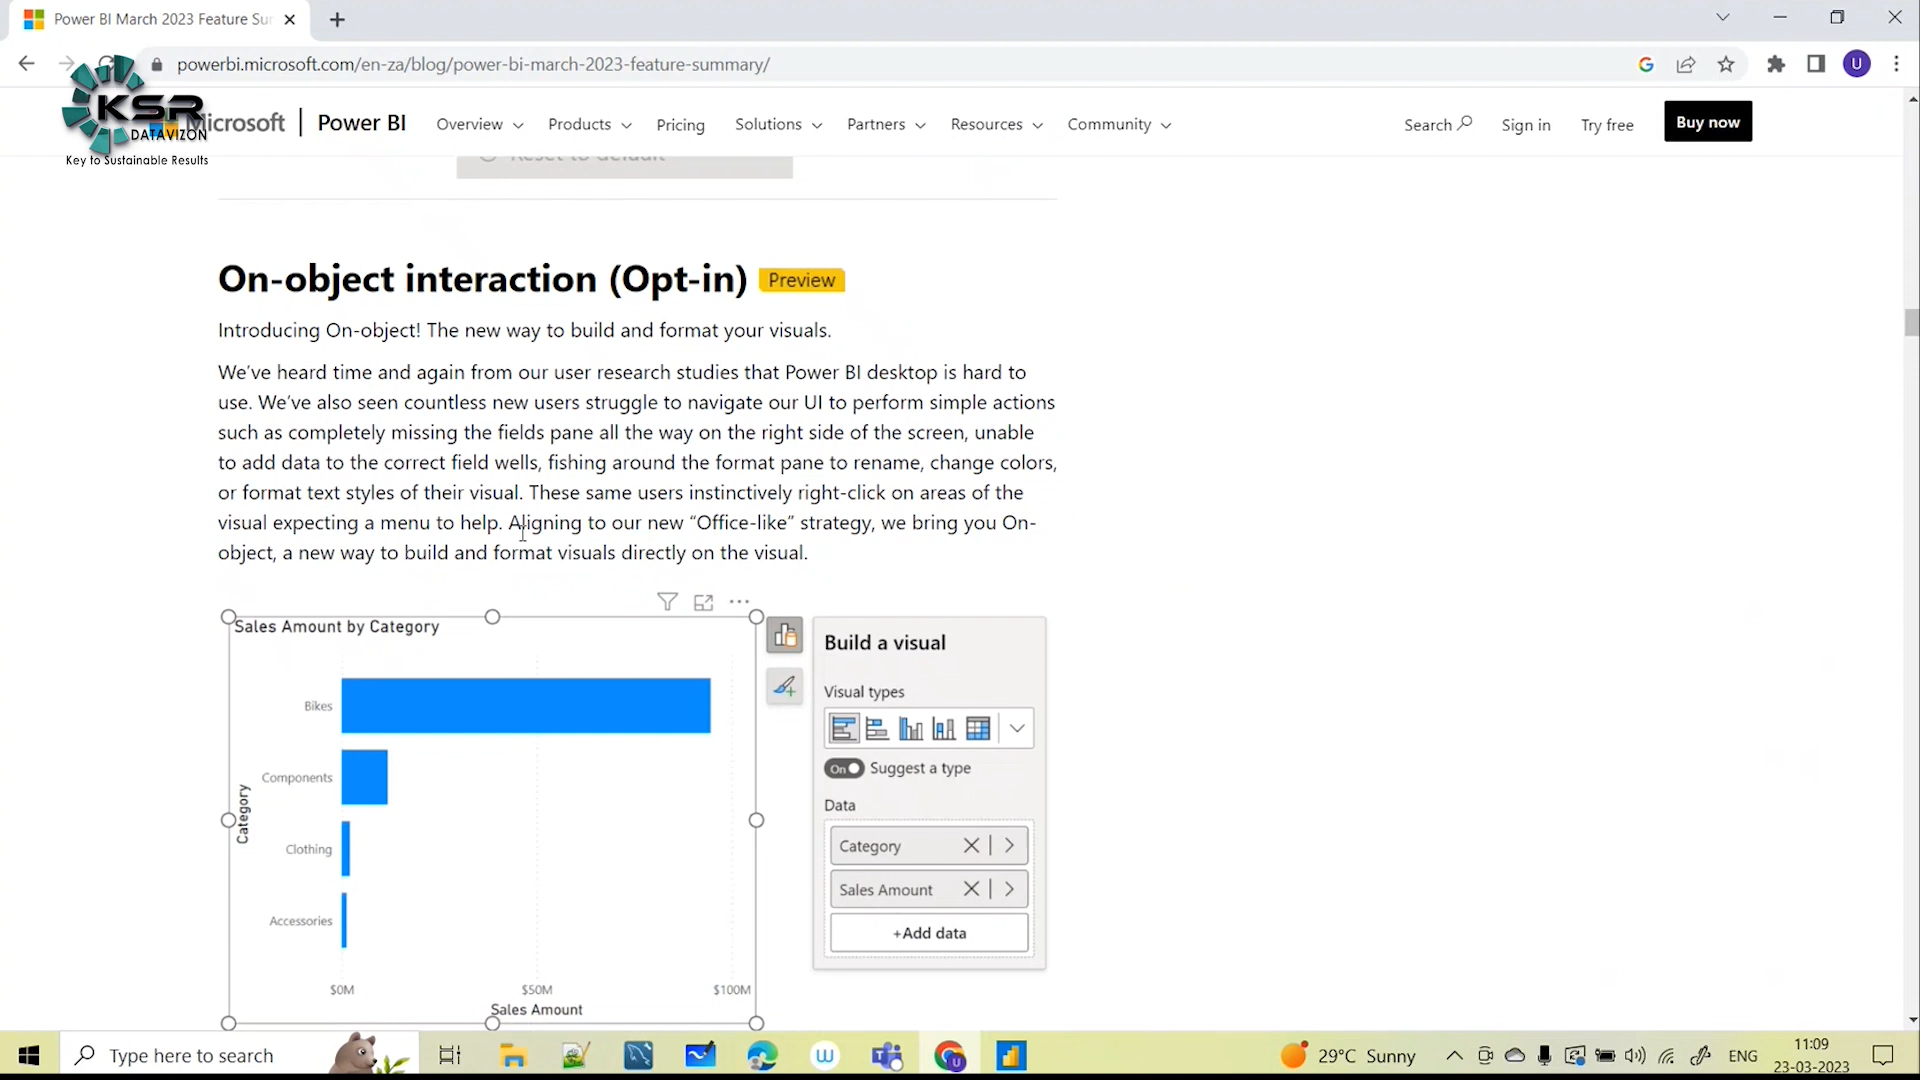 Power BI March 2023 Feature Sur
powerbi.microsoft.com/en-za/blog/power-bi-march-2023-feature-summary/
U
KSR
DATAVIZON
Key to Sustainable Results
Microsoft
Power BI
Overview
Products
Pricing
Solutions
Partners
Resources
Community
Search
Sign in
Try free
Buy now
Reset to default
On-object interaction (Opt-in) Preview
Introducing On-object! The new way to build and format your visuals.
We’ve heard time and again from our user research studies that Power BI desktop is hard to
use. We’ve also seen countless new users struggle to navigate our UI to perform simple actions
such as completely missing the fields pane all the way on the right side of the screen, unable
to add data to the correct field wells, fishing around the format pane to rename, change colors,
or format text styles of their visual. These same users instinctively right-click on areas of the
visual expecting a menu to help. Aligning to our new “Office-like” strategy, we bring you On-
object, a new way to build and format visuals directly on the visual.
Sales Amount by Category
Category
Bikes
Components
Clothing
Accessories
$0M
$50M
$100M
Sales Amount
Build a visual
Visual types
On
Suggest a type
Data
Category
Sales Amount
+Add data
Type here to search
29°C Sunny
ENG
11:09
23-03-2023